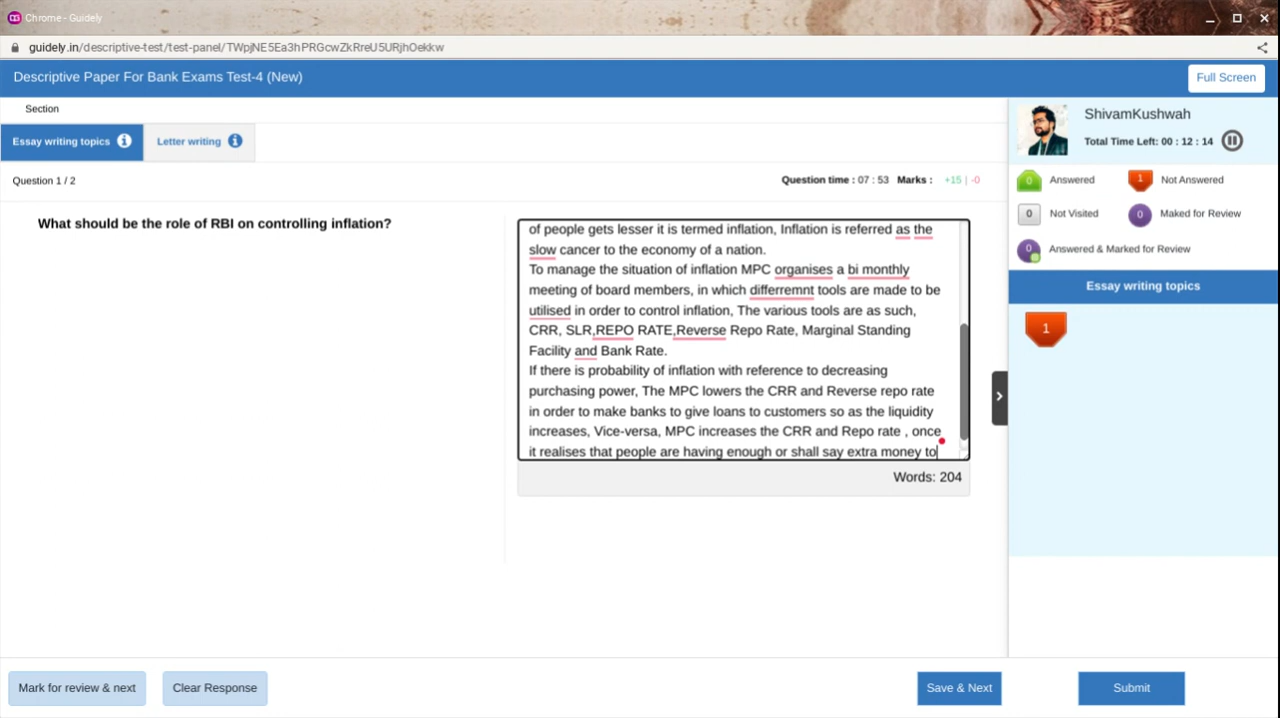 Chrome - Guidely
guidely.in/descriptive-test/test-panel/TWpjNE5Ea3hPRGcwZkRreU5URjhOekkw
Descriptive Paper For Bank Exams Test-4 (New)
Full Screen
Section
Essay writing topics
Letter writing
ShivamKushwah
Total Time Left: 00 : 12 : 14
Question 1 / 2
Question time : 07 : 53 Marks : +15 | -0
0 Answered
1 Not Answered
0 Not Visited
0 Maked for Review
0 Answered & Marked for Review
Essay writing topics
1
What should be the role of RBI on controlling inflation?
of people gets lesser it is termed inflation, Inflation is referred as the
slow cancer to the economy of a nation.
To manage the situation of inflation MPC organises a bi monthly
meeting of board members, in which differremnt tools are made to be
utilised in order to control inflation, The various tools are as such,
CRR, SLR,REPO RATE,Reverse Repo Rate, Marginal Standing
Facility and Bank Rate.
If there is probability of inflation with reference to decreasing
purchasing power, The MPC lowers the CRR and Reverse repo rate
in order to make banks to give loans to customers so as the liquidity
increases, Vice-versa, MPC increases the CRR and Repo rate , once
it realises that people are having enough or shall say extra money to
Words: 204
Mark for review & next
Clear Response
Save & Next
Submit